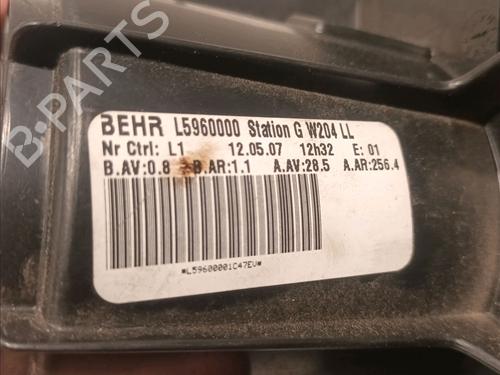 BEHR L5960000 Station G W204 LL
Nr Ctrl: L1 12.05.07 12h32 E: 01
B.AV:0.8 B.AR:1.1 A.AV:28.5 A.AR:256.4
*L59600001C47EU*
B-PARTS